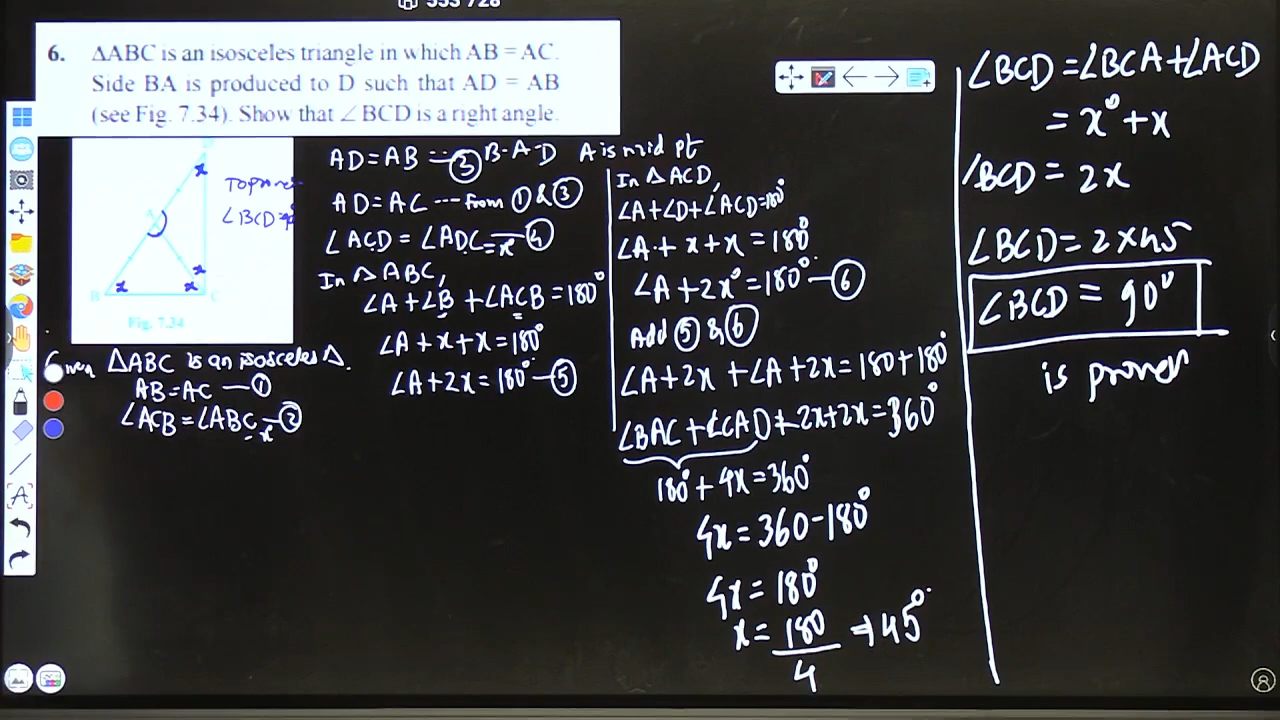 553 728
6. ΔABC is an isosceles triangle in which AB = AC.
Side BA is produced to D such that AD = AB
(see Fig. 7.34). Show that ∠ BCD is a right angle.
x
A
x
B x x C
Fig. 7.34
To prove
∠BCD=90°
Given ΔABC is an isosceles Δ.
AB=AC —①
∠ACB=∠ABC=x —②
AD=AB —③ B-A-D A is mid pt
AD=AC --- from ① & ③
∠ACD = ∠ADC = x —④
In ΔABC,
∠A+∠B+∠ACB=180°
∠A+x+x=180°
∠A+2x=180° —⑤
In ΔACD,
∠A+∠D+∠ACD=180°
∠A+x+x=180°
∠A+2x°=180° —⑥
Add ⑤ & ⑥
∠A+2x+∠A+2x=180+180°
∠BAC+∠CAD+2x+2x=360°
180°+4x=360°
4x=360-180°
4x=180°
x=180/4 ⇒45°
∠BCD=∠BCA+∠ACD
=x°+x
∠BCD=2x
∠BCD=2×45
∠BCD=90°
is proven
A